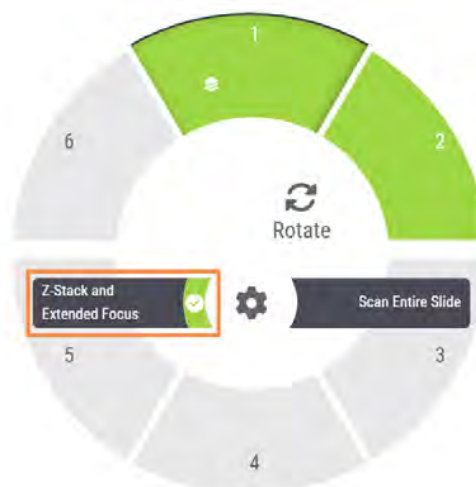 1
6
2
Rotate
Z-Stack and
Extended Focus
Scan Entire Slide
5
3
4